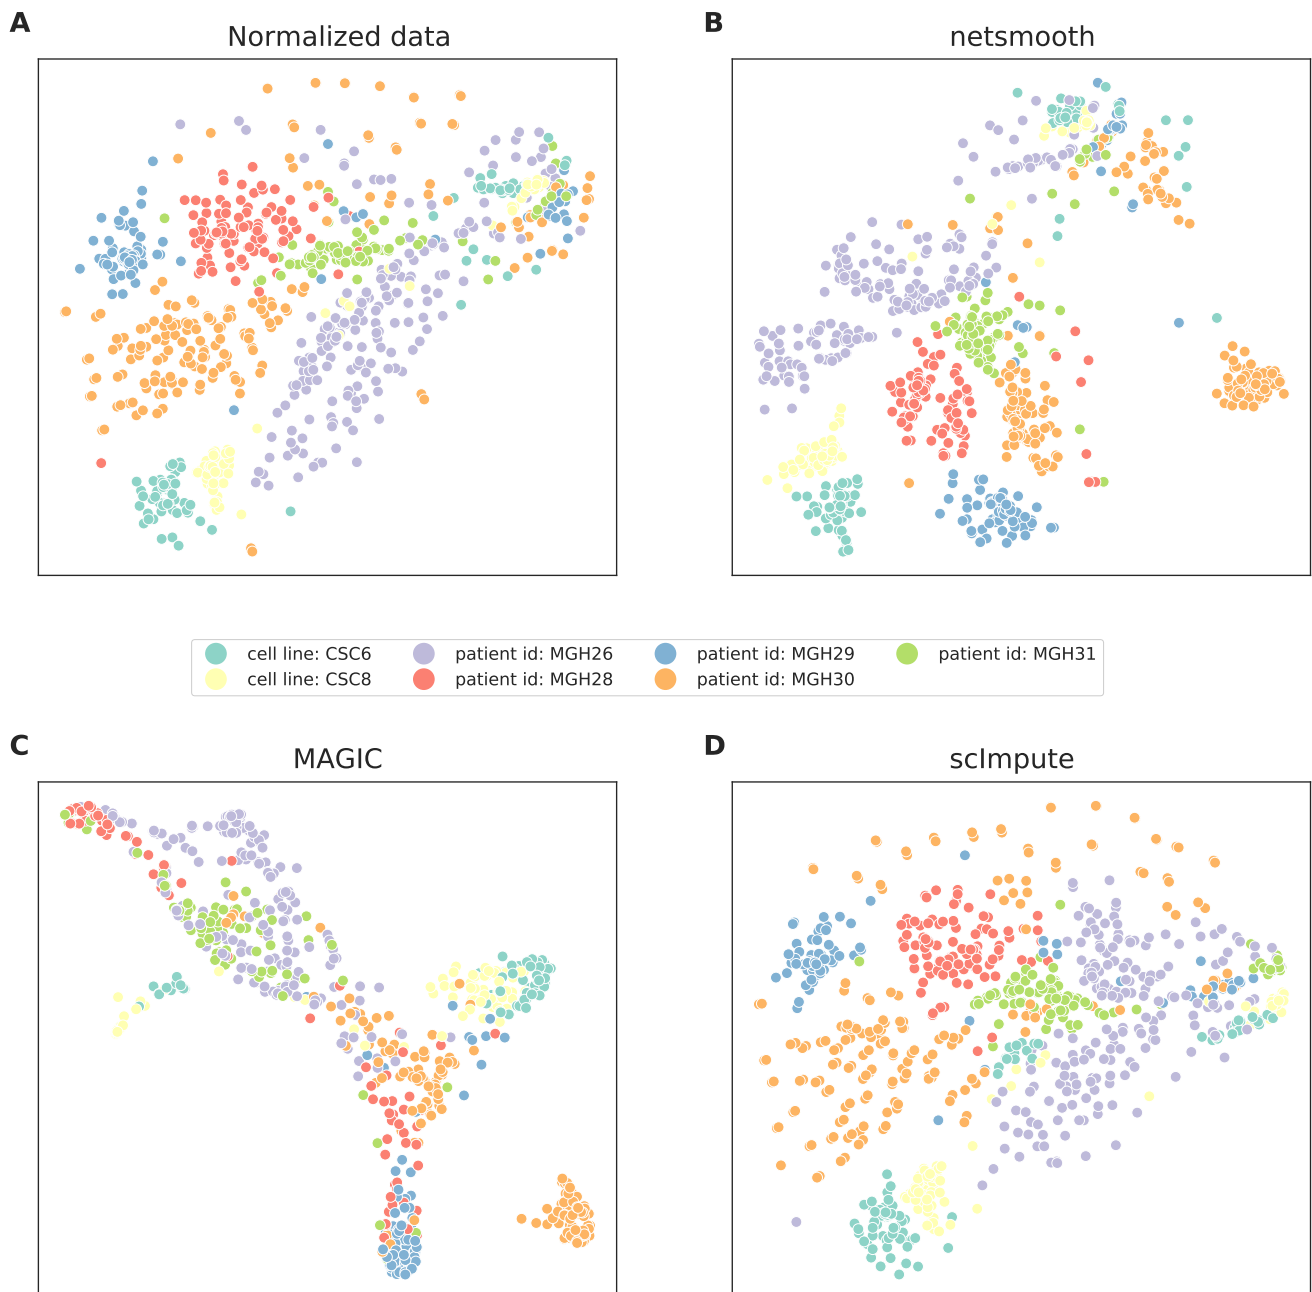 A
Normalized data
B
netsmooth
cell line: CSC6
patient id: MGH26
patient id: MGH29
patient id: MGH31
cell line: CSC8
patient id: MGH28
patient id: MGH30
C
MAGIC
D
scImpute